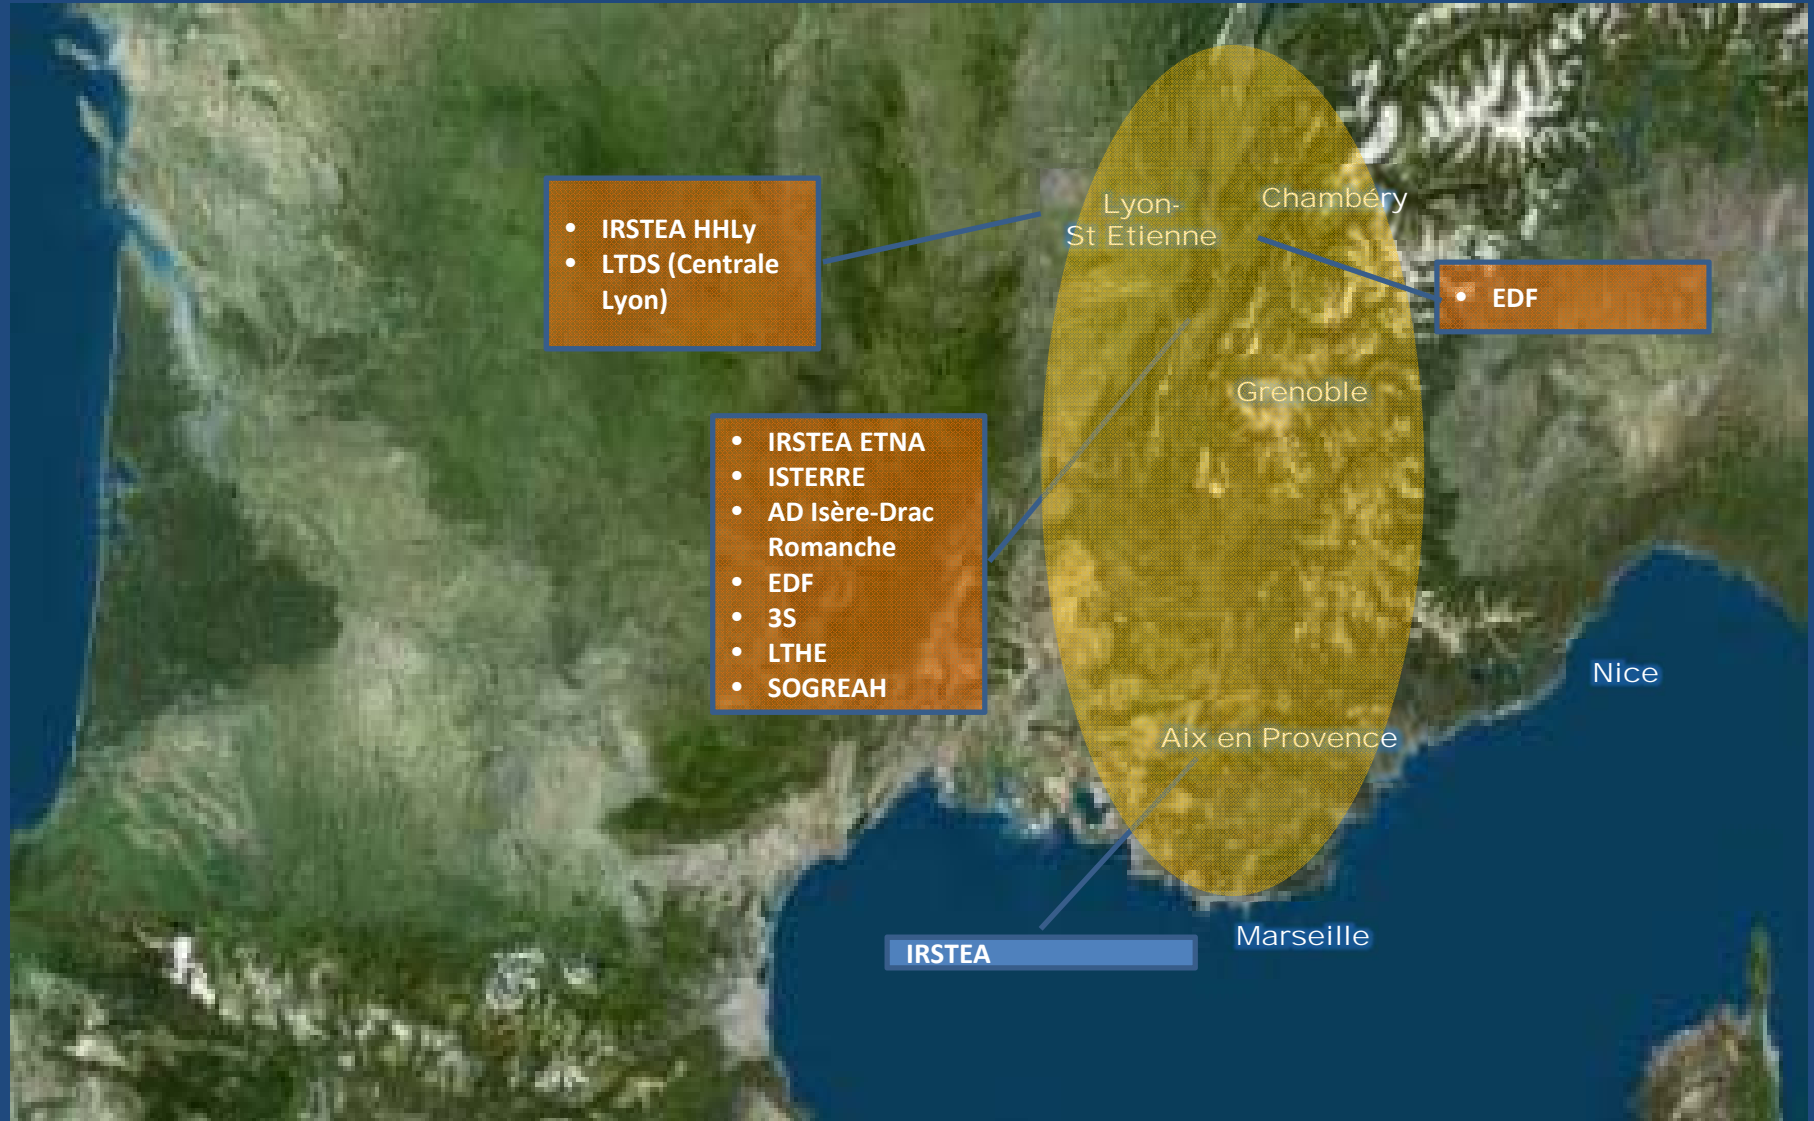 Lyon-
St Etienne
Chambéry
• IRSTEA HHLy
• LTDS (Centrale
Lyon)
• EDF
Grenoble
• IRSTEA ETNA
• ISTERRE
• AD Isère-Drac
Romanche
• EDF
• 3S
• LTHE
• SOGREAH
Nice
Aix en Provence
Marseille
IRSTEA